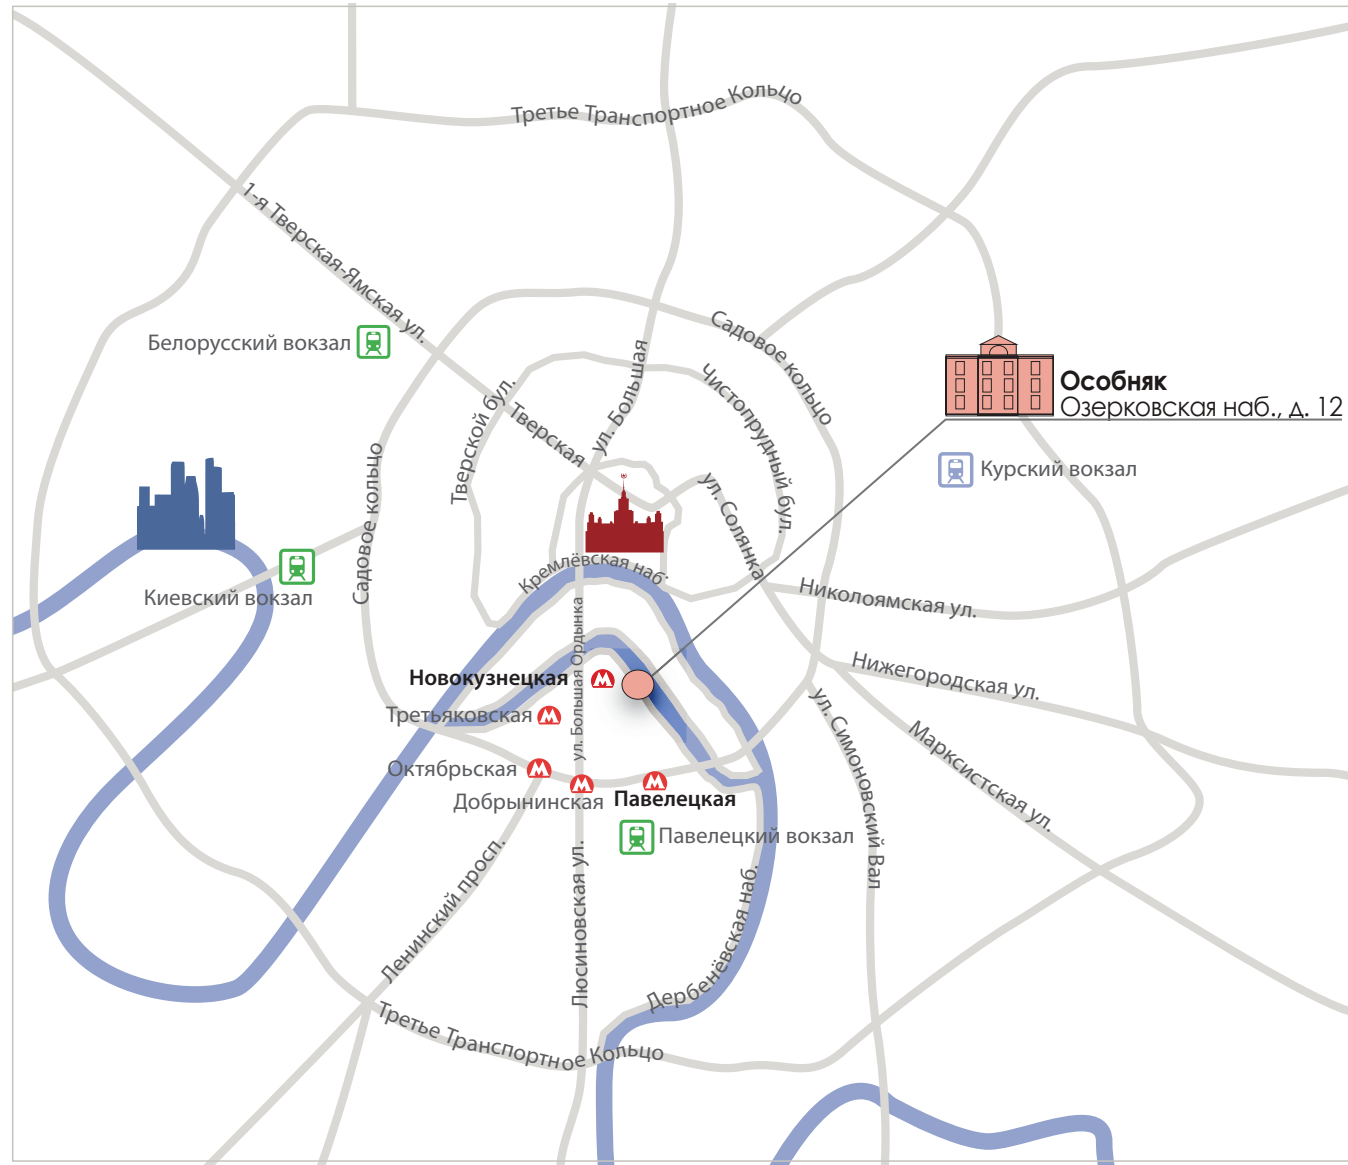 Третье Транспортное Кольцо
1-я Тверская-Ямская ул.
Садовое кольцо
Белорусский вокзал
ул. Большая
Чистопрудный бул.
Тверской бул.
Тверская
Особняк
Озерковская наб., д. 12
Курский вокзал
Садовое кольцо
ул. Солянка
Кремлёвская наб.
Киевский вокзал
Николоямская ул.
ул. Большая Ордынка
Новокузнецкая
Нижегородская ул.
Третьяковская
ул. Симоновский Вал
Марксистская ул.
Октябрьская
Добрынинская
Павелецкая
Павелецкий вокзал
Ленинский просп.
Люсиновская ул.
Дербенёвская наб.
Третье Транспортное Кольцо